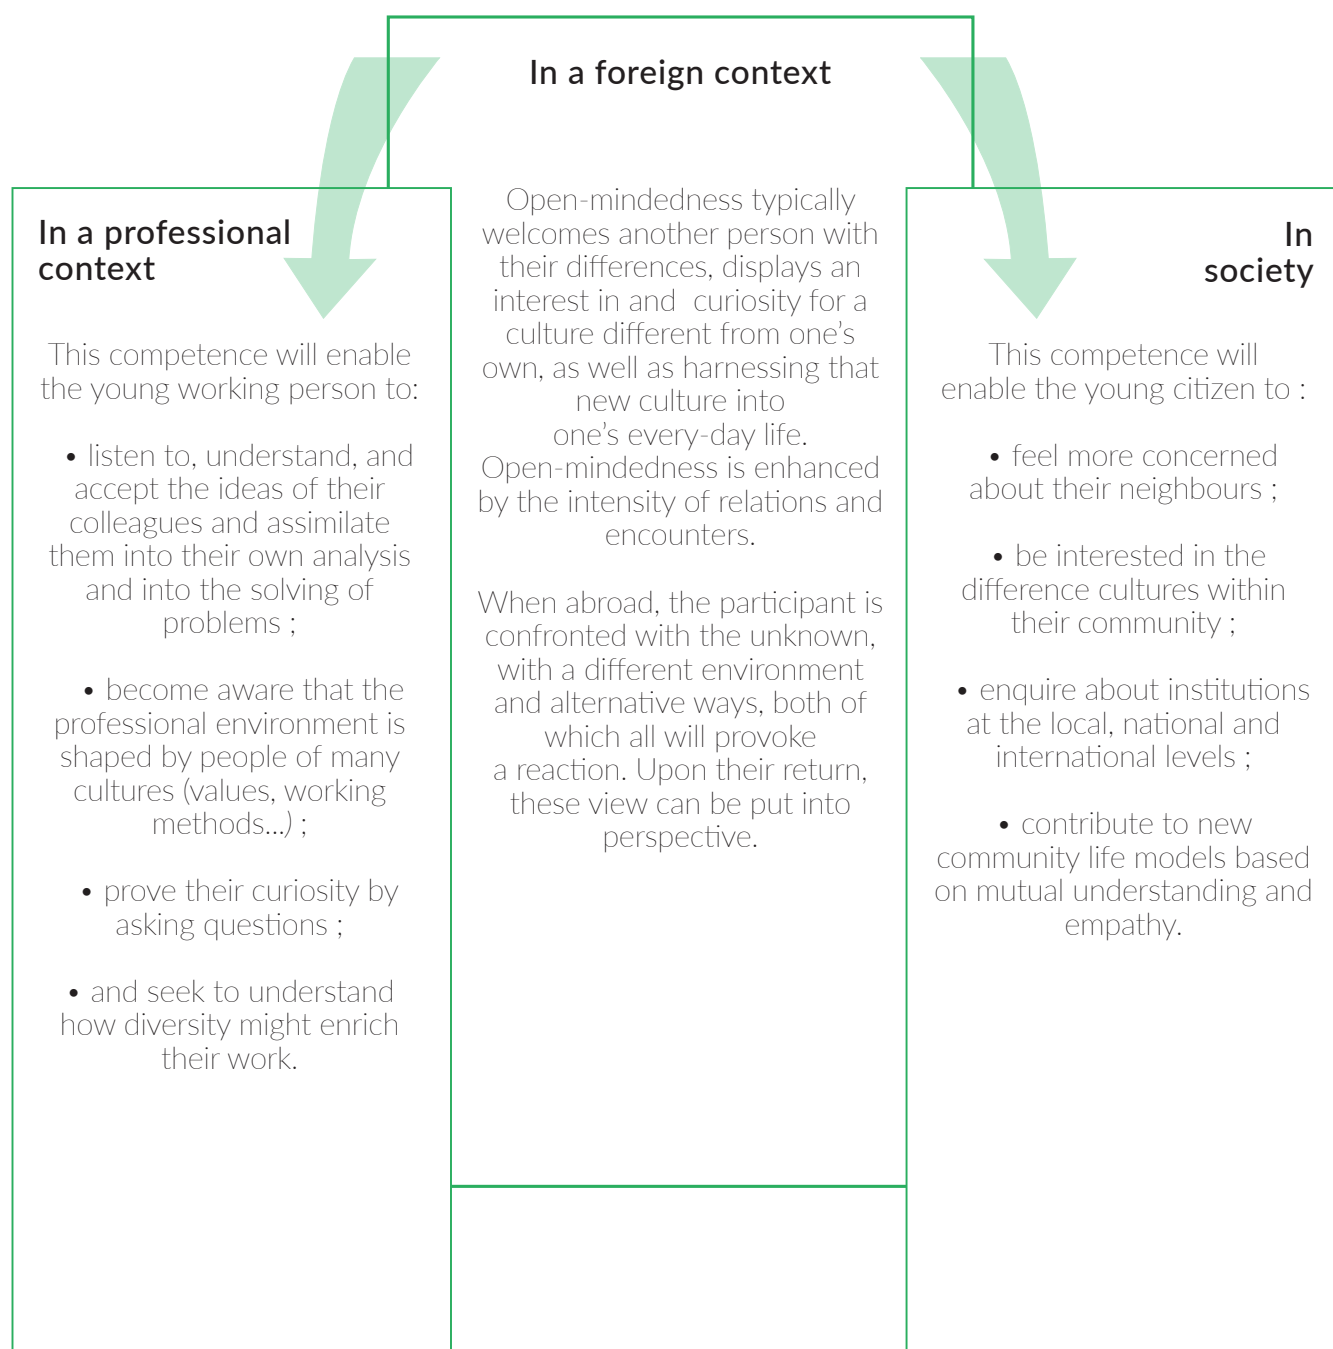 In a foreign context
In a professional
context
This competence will enable
the young working person to:
• listen to, understand, and
accept the ideas of their
colleagues and assimilate
them into their own analysis
and into the solving of
problems ;
• become aware that the
professional environment is
shaped by people of many
cultures (values, working
methods...) ;
• prove their curiosity by
asking questions ;
• and seek to understand
how diversity might enrich
their work.
Open-mindedness typically
welcomes another person with
their differences, displays an
interest in and  curiosity for a
culture different from one’s
own, as well as harnessing that
new culture into
one’s every-day life.
Open-mindedness is enhanced
by the intensity of relations and
encounters.
When abroad, the participant is
confronted with the unknown,
with a different environment
and alternative ways, both of
which all will provoke
a reaction. Upon their return,
these view can be put into
perspective.
In
society
This competence will
enable the young citizen to :
• feel more concerned
about their neighbours ;
• be interested in the
difference cultures within
their community ;
• enquire about institutions
at the local, national and
international levels ;
• contribute to new
community life models based
on mutual understanding and
empathy.